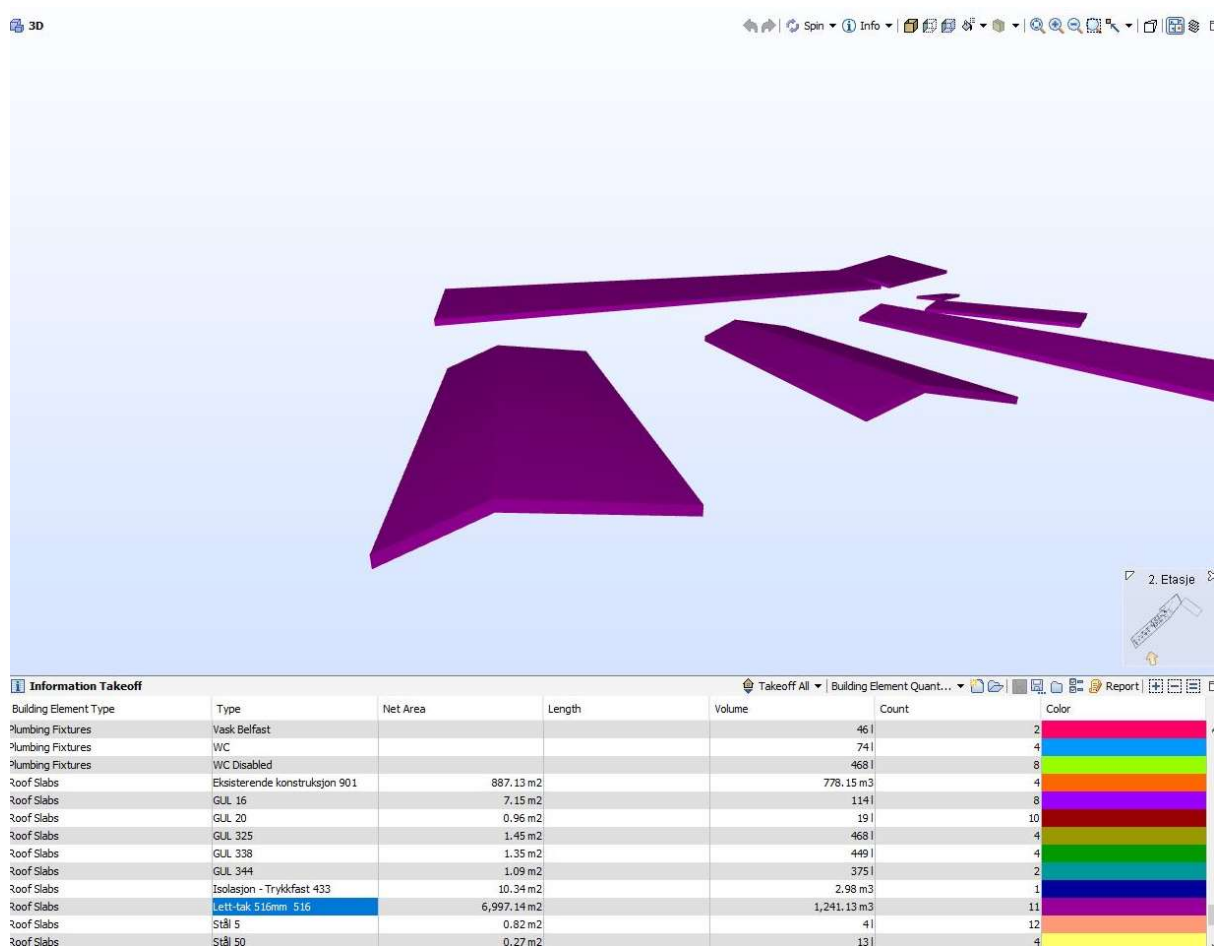 3D Spin Info
2. Etasje
Information Takeoff Takeoff All Building Element Quant... Report
Building Element Type Type Net Area Length Volume Count Color
Plumbing Fixtures Vask Belfast 46 l 2
Plumbing Fixtures WC 74 l 4
Plumbing Fixtures WC Disabled 468 l 8
Roof Slabs Eksisterende konstruksjon 901 887.13 m2 778.15 m3 4
Roof Slabs GUL 16 7.15 m2 114 l 8
Roof Slabs GUL 20 0.96 m2 19 l 10
Roof Slabs GUL 325 1.45 m2 468 l 4
Roof Slabs GUL 338 1.35 m2 449 l 4
Roof Slabs GUL 344 1.09 m2 375 l 2
Roof Slabs Isolasjon - Trykkfast 433 10.34 m2 2.98 m3 1
Roof Slabs Lett-tak 516mm 516 6,997.14 m2 1,241.13 m3 11
Roof Slabs Stål 5 0.82 m2 4 l 12
Roof Slabs Stål 50 0.27 m2 13 l 4